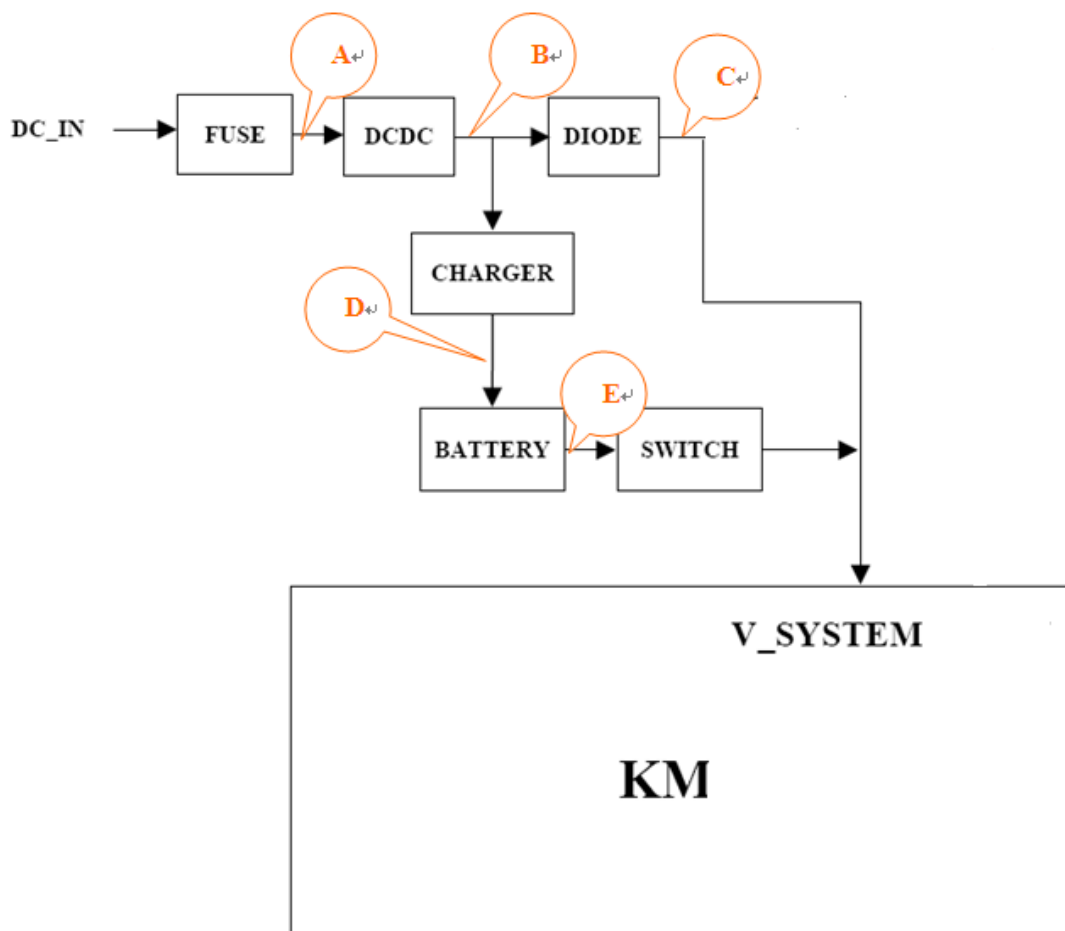 A↵
B↵
C↵
DC_IN
FUSE
DCDC
DIODE
CHARGER
D↵
E↵
BATTERY
SWITCH
V_SYSTEM
KM